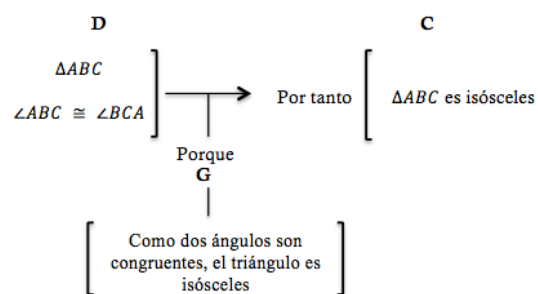 D
C
ΔABC
∠ABC ≅ ∠BCA
Por tanto
ΔABC es isósceles
Porque
G
Como dos ángulos son
congruentes, el triángulo es
isósceles